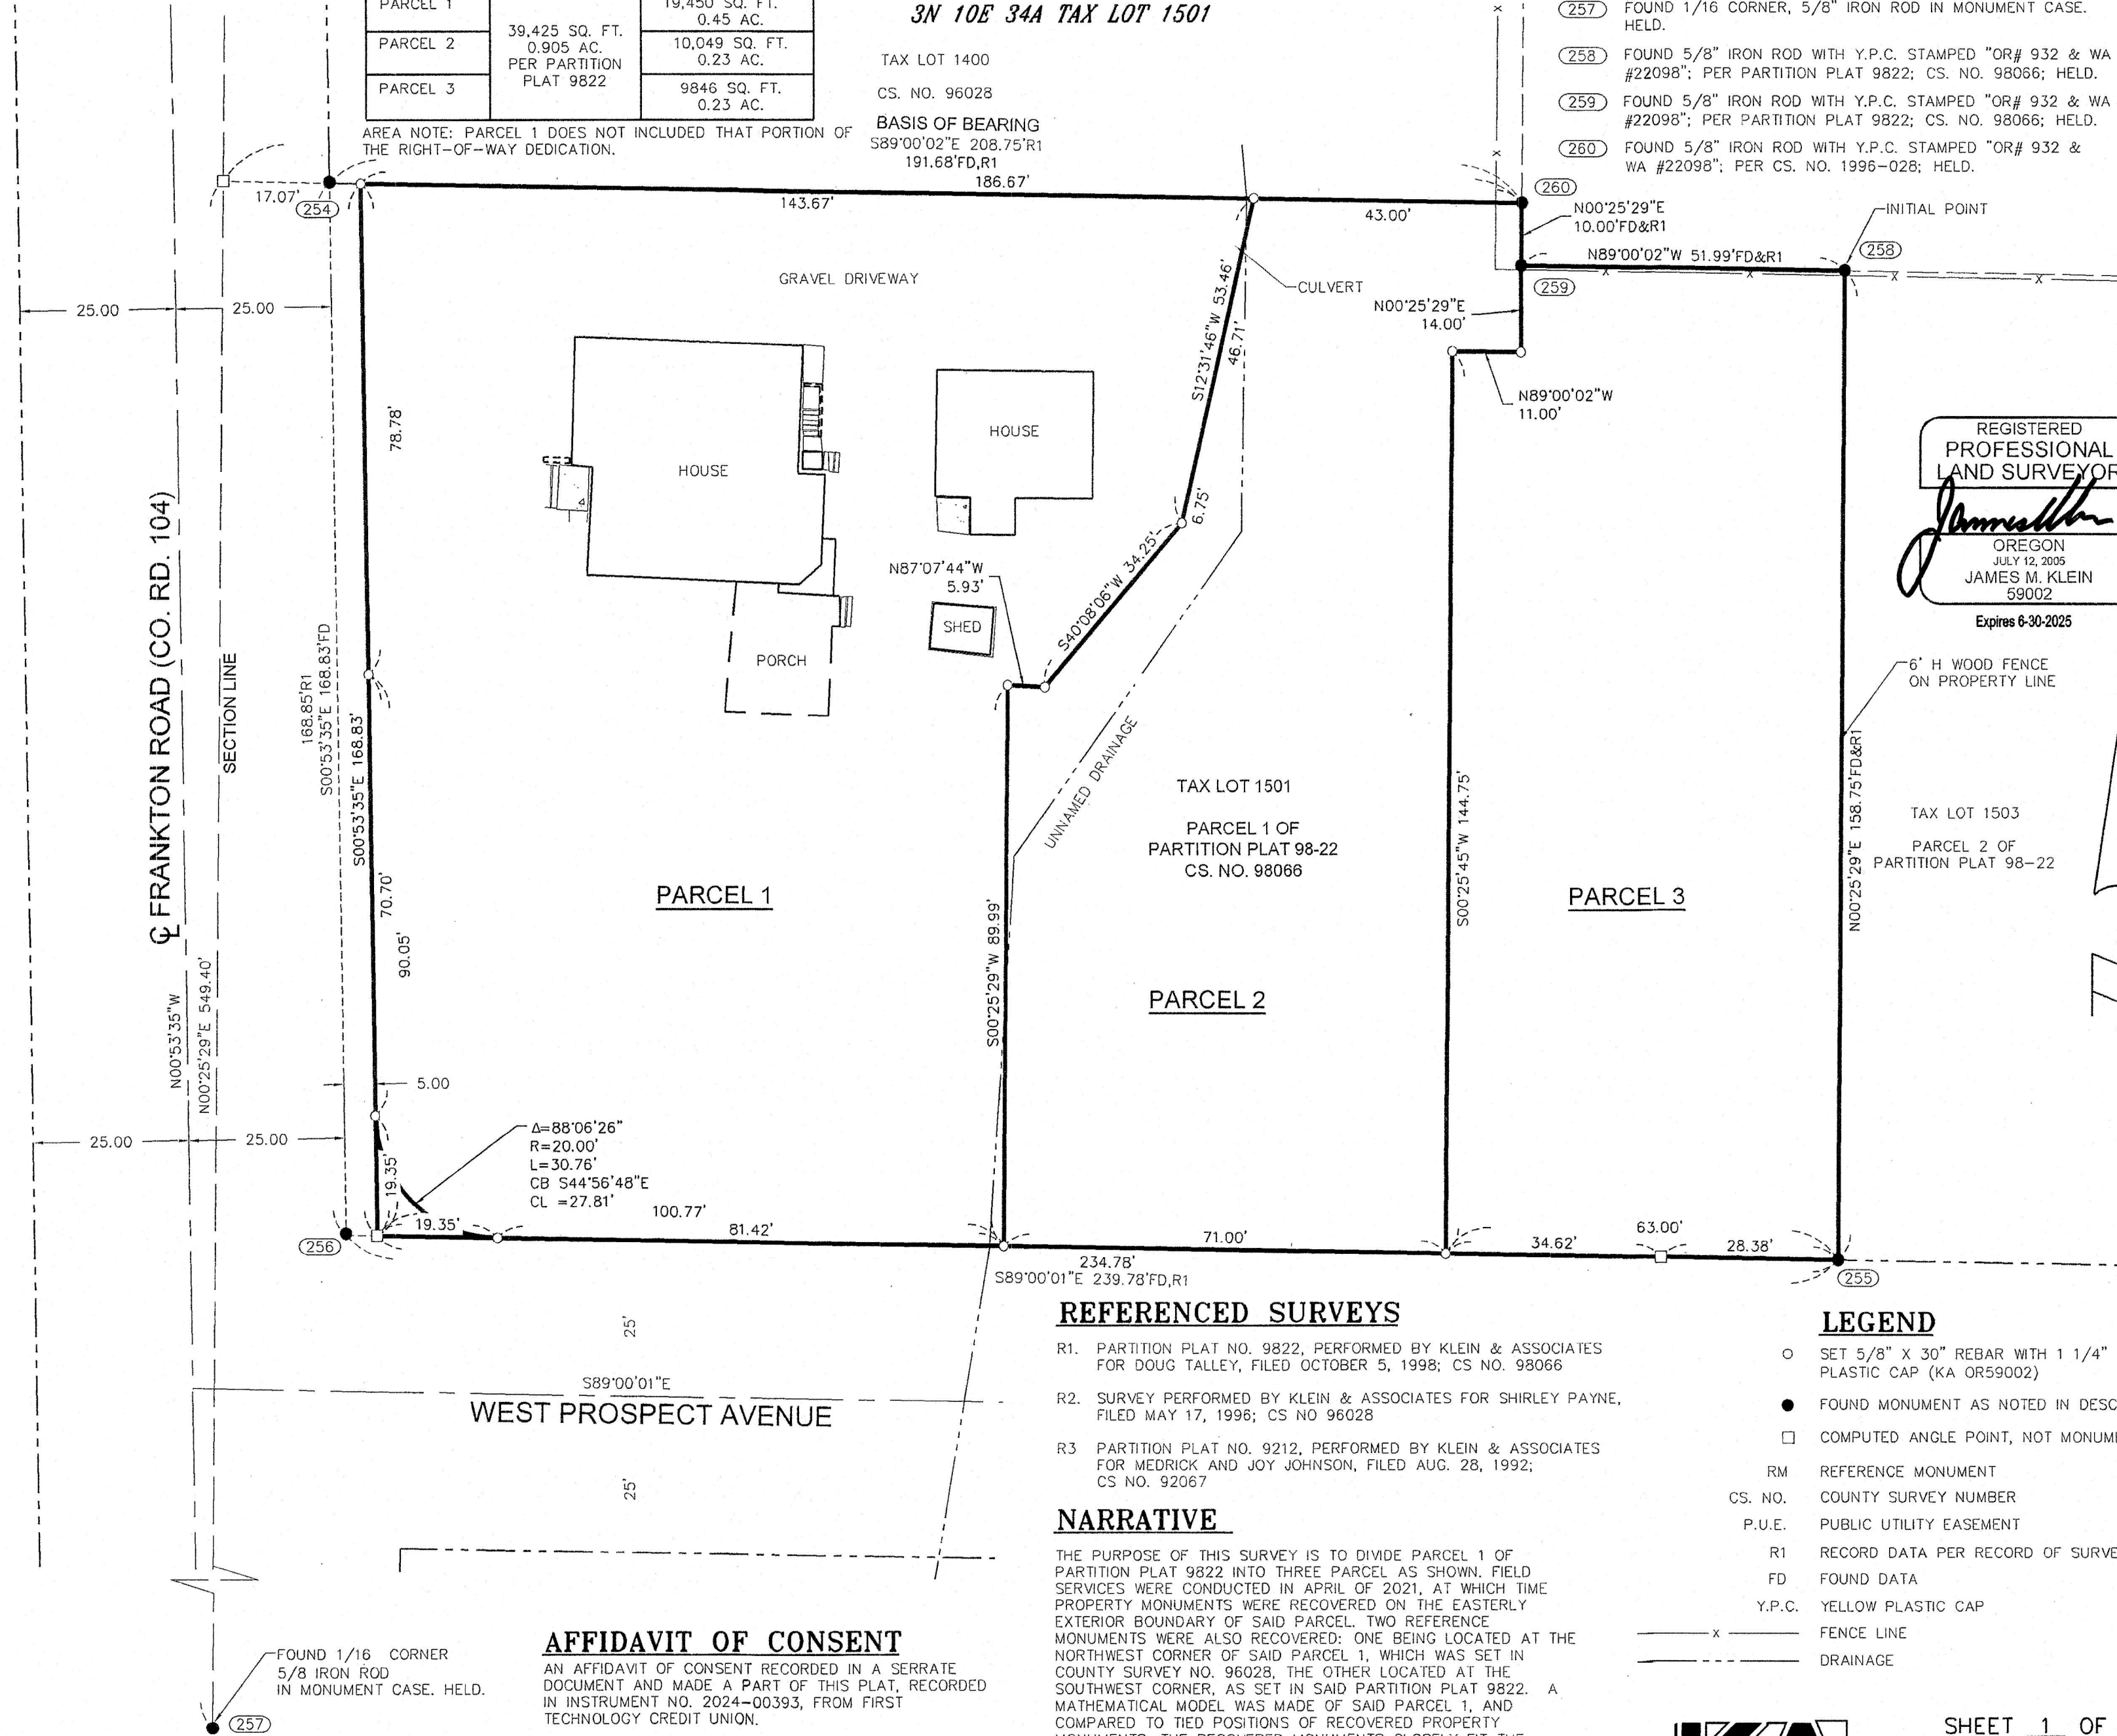 PARCEL 1
19,450 SQ. FT.
0.45 AC.
39,425 SQ. FT.
0.905 AC.
PER PARTITION
PLAT 9822
PARCEL 2
10,049 SQ. FT.
0.23 AC.
PARCEL 3
9846 SQ. FT.
0.23 AC.
AREA NOTE: PARCEL 1 DOES NOT INCLUDED THAT PORTION OF
THE RIGHT-OF-WAY DEDICATION.
3N 10E 34A TAX LOT 1501
TAX LOT 1400
CS. NO. 96028
BASIS OF BEARING
S89°00'02"E 208.75'R1
191.68'FD,R1
186.67'
257 FOUND 1/16 CORNER, 5/8" IRON ROD IN MONUMENT CASE.
HELD.
258 FOUND 5/8" IRON ROD WITH Y.P.C. STAMPED "OR# 932 & WA
#22098"; PER PARTITION PLAT 9822; CS. NO. 98066; HELD.
259 FOUND 5/8" IRON ROD WITH Y.P.C. STAMPED "OR# 932 & WA
#22098"; PER PARTITION PLAT 9822; CS. NO. 98066; HELD.
260 FOUND 5/8" IRON ROD WITH Y.P.C. STAMPED "OR# 932 &
WA #22098"; PER CS. NO. 1996-028; HELD.
17.07'
254
143.67'
43.00'
260
N00°25'29"E
10.00'FD&R1
INITIAL POINT
258
N89°00'02"W 51.99'FD&R1
259
GRAVEL DRIVEWAY
CULVERT
N00°25'29"E
14.00'
25.00
25.00
S12°31'46"W 53.46'
46.71'
N89°00'02"W
11.00'
78.78'
HOUSE
HOUSE
REGISTERED
PROFESSIONAL
LAND SURVEYOR
OREGON
JULY 12, 2005
JAMES M. KLEIN
59002
Expires 6-30-2025
6.75'
S40°08'06"W 34.25'
N87°07'44"W
5.93'
SHED
PORCH
℄ FRANKTON ROAD (CO. RD. 104)
SECTION LINE
168.85'R1
S00°53'35"E 168.83'FD
S00°53'35"E 168.83'
6' H WOOD FENCE
ON PROPERTY LINE
UNNAMED DRAINAGE
TAX LOT 1501
PARCEL 1 OF
PARTITION PLAT 98-22
CS. NO. 98066
S00°25'45"W 144.75'
N00°25'29"E 158.75'FD&R1
TAX LOT 1503
PARCEL 2 OF
PARTITION PLAT 98-22
PARCEL 1
PARCEL 2
PARCEL 3
70.70'
90.05'
S00°25'29"W 89.99'
N00°53'35"W
N00°25'29"E 549.40'
5.00
25.00
25.00
Δ=88°06'26"
R=20.00'
L=30.76'
CB S44°56'48"E
CL =27.81'
19.35'
256
19.35'
100.77'
81.42'
71.00'
63.00'
34.62'
28.38'
234.78'
S89°00'01"E 239.78'FD,R1
255
25'
S89°00'01"E
WEST PROSPECT AVENUE
25'
REFERENCED SURVEYS
R1. PARTITION PLAT NO. 9822, PERFORMED BY KLEIN & ASSOCIATES
FOR DOUG TALLEY, FILED OCTOBER 5, 1998; CS NO. 98066
R2. SURVEY PERFORMED BY KLEIN & ASSOCIATES FOR SHIRLEY PAYNE,
FILED MAY 17, 1996; CS NO 96028
R3 PARTITION PLAT NO. 9212, PERFORMED BY KLEIN & ASSOCIATES
FOR MEDRICK AND JOY JOHNSON, FILED AUG. 28, 1992;
CS NO. 92067
NARRATIVE
THE PURPOSE OF THIS SURVEY IS TO DIVIDE PARCEL 1 OF
PARTITION PLAT 9822 INTO THREE PARCEL AS SHOWN. FIELD
SERVICES WERE CONDUCTED IN APRIL OF 2021, AT WHICH TIME
PROPERTY MONUMENTS WERE RECOVERED ON THE EASTERLY
EXTERIOR BOUNDARY OF SAID PARCEL. TWO REFERENCE
MONUMENTS WERE ALSO RECOVERED: ONE BEING LOCATED AT THE
NORTHWEST CORNER OF SAID PARCEL 1, WHICH WAS SET IN
COUNTY SURVEY NO. 96028, THE OTHER LOCATED AT THE
SOUTHWEST CORNER, AS SET IN SAID PARTITION PLAT 9822. A
MATHEMATICAL MODEL WAS MADE OF SAID PARCEL 1, AND
COMPARED TO TIED POSITIONS OF RECOVERED PROPERTY
LEGEND
SET 5/8" X 30" REBAR WITH 1 1/4"
PLASTIC CAP (KA OR59002)
FOUND MONUMENT AS NOTED IN DESC
COMPUTED ANGLE POINT, NOT MONUM
RM REFERENCE MONUMENT
CS. NO. COUNTY SURVEY NUMBER
P.U.E. PUBLIC UTILITY EASEMENT
R1 RECORD DATA PER RECORD OF SURVE
FD FOUND DATA
Y.P.C. YELLOW PLASTIC CAP
x FENCE LINE
DRAINAGE
AFFIDAVIT OF CONSENT
AN AFFIDAVIT OF CONSENT RECORDED IN A SERRATE
DOCUMENT AND MADE A PART OF THIS PLAT, RECORDED
IN INSTRUMENT NO. 2024-00393, FROM FIRST
TECHNOLOGY CREDIT UNION.
FOUND 1/16 CORNER
5/8 IRON ROD
IN MONUMENT CASE. HELD.
257
SHEET 1 OF